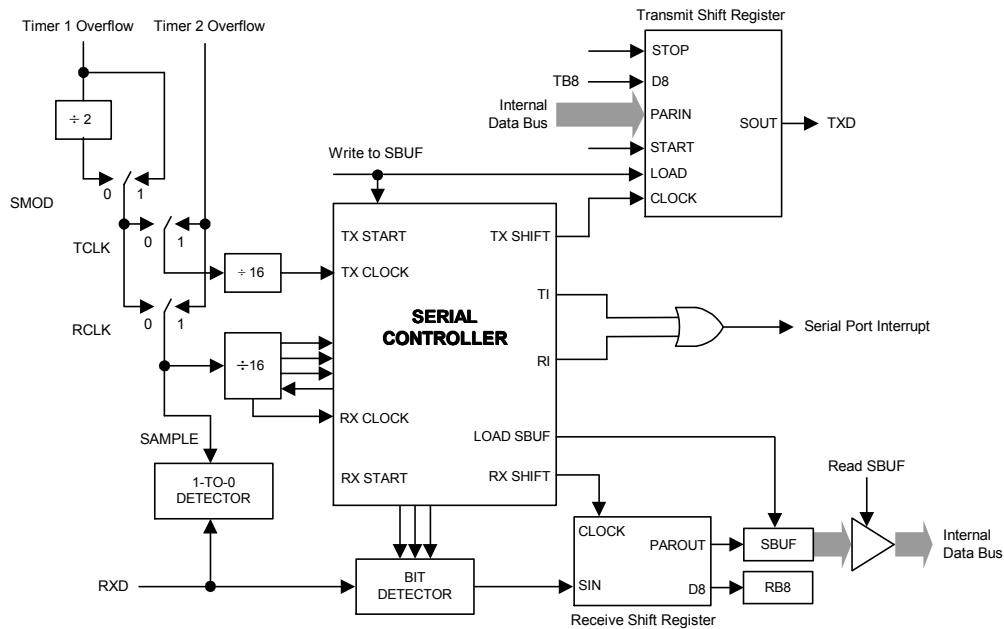 Timer 1 Overflow
Timer 2 Overflow
÷ 2
SMOD
0
1
TCLK
0
1
RCLK
0
1
÷ 16
÷16
SAMPLE
1-TO-0
DETECTOR
RXD
Write to SBUF
TX START
TX CLOCK
SERIAL
CONTROLLER
RX CLOCK
RX START
TX SHIFT
TI
RI
LOAD SBUF
RX SHIFT
BIT
DETECTOR
Transmit Shift Register
STOP
TB8
D8
Internal
Data Bus
PARIN
START
LOAD
CLOCK
SOUT
TXD
Serial Port Interrupt
CLOCK
PAROUT
SIN
D8
Receive Shift Register
SBUF
RB8
Read SBUF
Internal
Data Bus